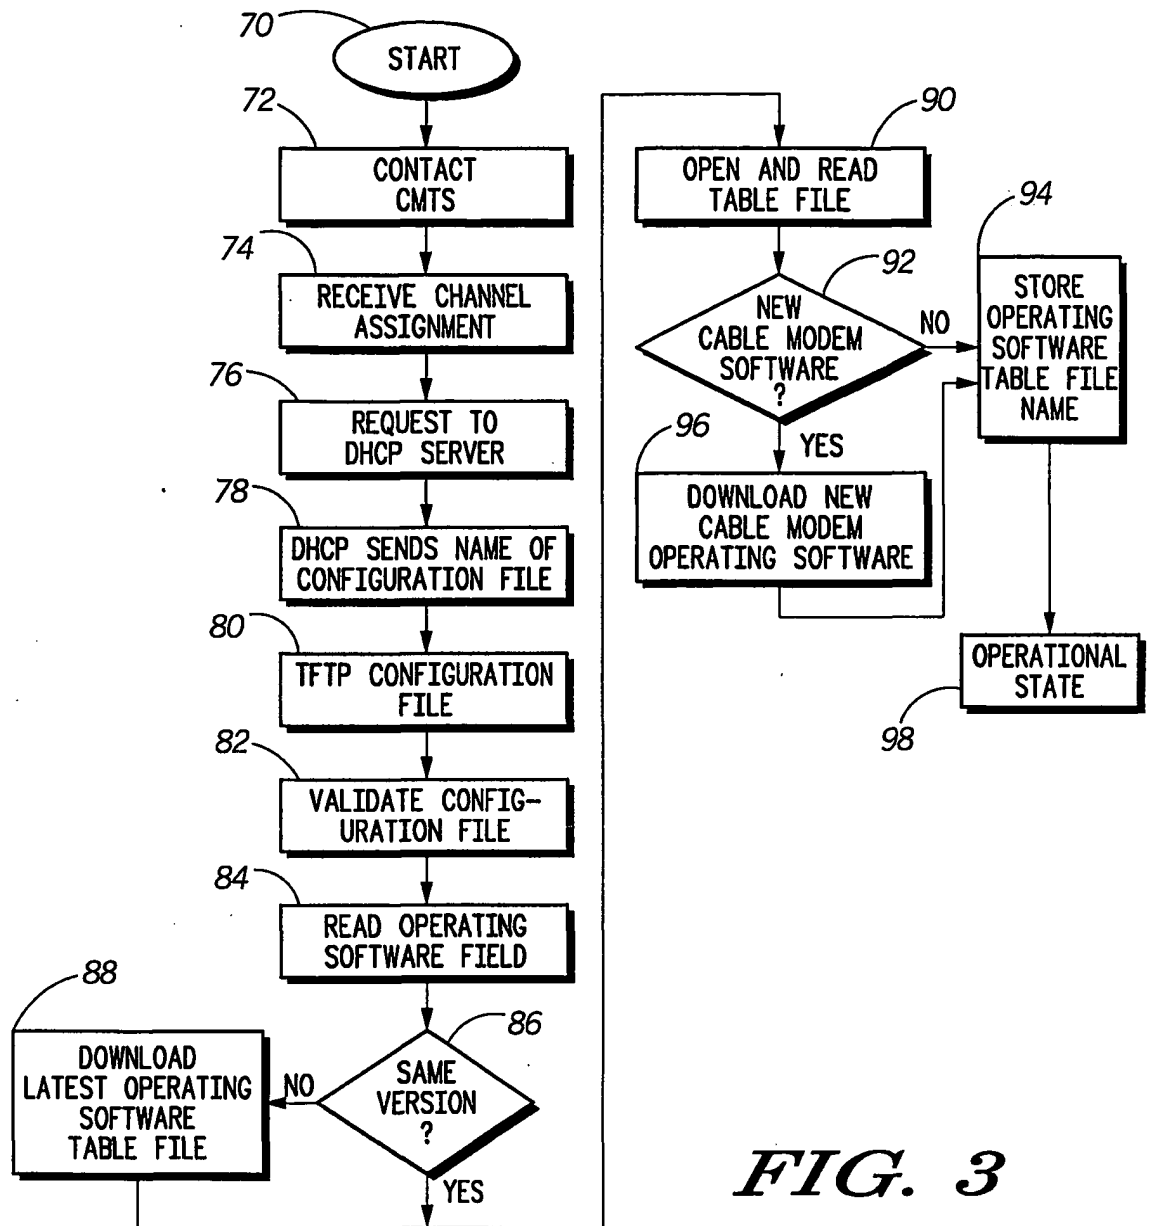 70
START
72
CONTACT
CMTS
74
RECEIVE CHANNEL
ASSIGNMENT
76
REQUEST TO
DHCP SERVER
78
DHCP SENDS NAME OF
CONFIGURATION FILE
80
TFTP CONFIGURATION
FILE
82
VALIDATE CONFIG-
URATION FILE
84
READ OPERATING
SOFTWARE FIELD
86
SAME
VERSION
?
NO
YES
88
DOWNLOAD
LATEST OPERATING
SOFTWARE
TABLE FILE
90
OPEN AND READ
TABLE FILE
92
NEW
CABLE MODEM
SOFTWARE
?
NO
YES
94
STORE
OPERATING
SOFTWARE
TABLE FILE
NAME
96
DOWNLOAD NEW
CABLE MODEM
OPERATING SOFTWARE
OPERATIONAL
STATE
98
FIG. 3